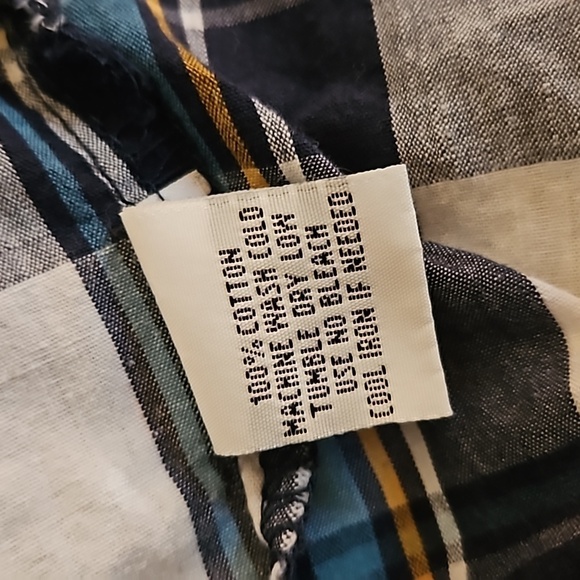 100% COTTON
MACHINE WASH COLD
TUMBLE DRY LOW
USE NO BLEACH
COOL IRON IF NEEDED